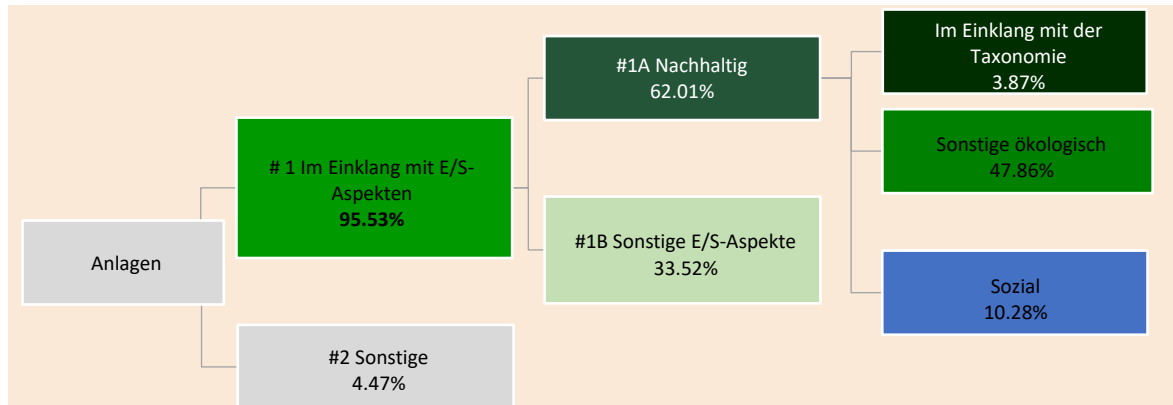 Anlagen
# 1 Im Einklang mit E/S-
Aspekten
95.53%
#2 Sonstige
4.47%
#1A Nachhaltig
62.01%
#1B Sonstige E/S-Aspekte
33.52%
Im Einklang mit der
Taxonomie
3.87%
Sonstige ökologisch
47.86%
Sozial
10.28%